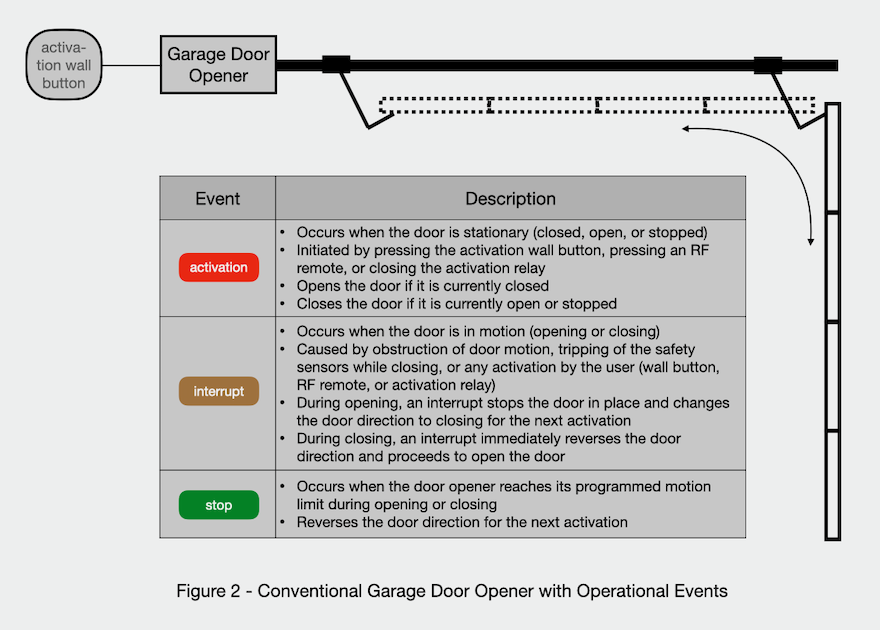 activa-
tion wall
button
Garage Door
Opener
Event
Description
activation
• Occurs when the door is stationary (closed, open, or stopped)
• Initiated by pressing the activation wall button, pressing an RF
remote, or closing the activation relay
• Opens the door if it is currently closed
• Closes the door if it is currently open or stopped
interrupt
• Occurs when the door is in motion (opening or closing)
• Caused by obstruction of door motion, tripping of the safety
sensors while closing, or any activation by the user (wall button,
RF remote, or activation relay)
• During opening, an interrupt stops the door in place and changes
the door direction to closing for the next activation
• During closing, an interrupt immediately reverses the door
direction and proceeds to open the door
stop
• Occurs when the door opener reaches its programmed motion
limit during opening or closing
• Reverses the door direction for the next activation
Figure 2 - Conventional Garage Door Opener with Operational Events